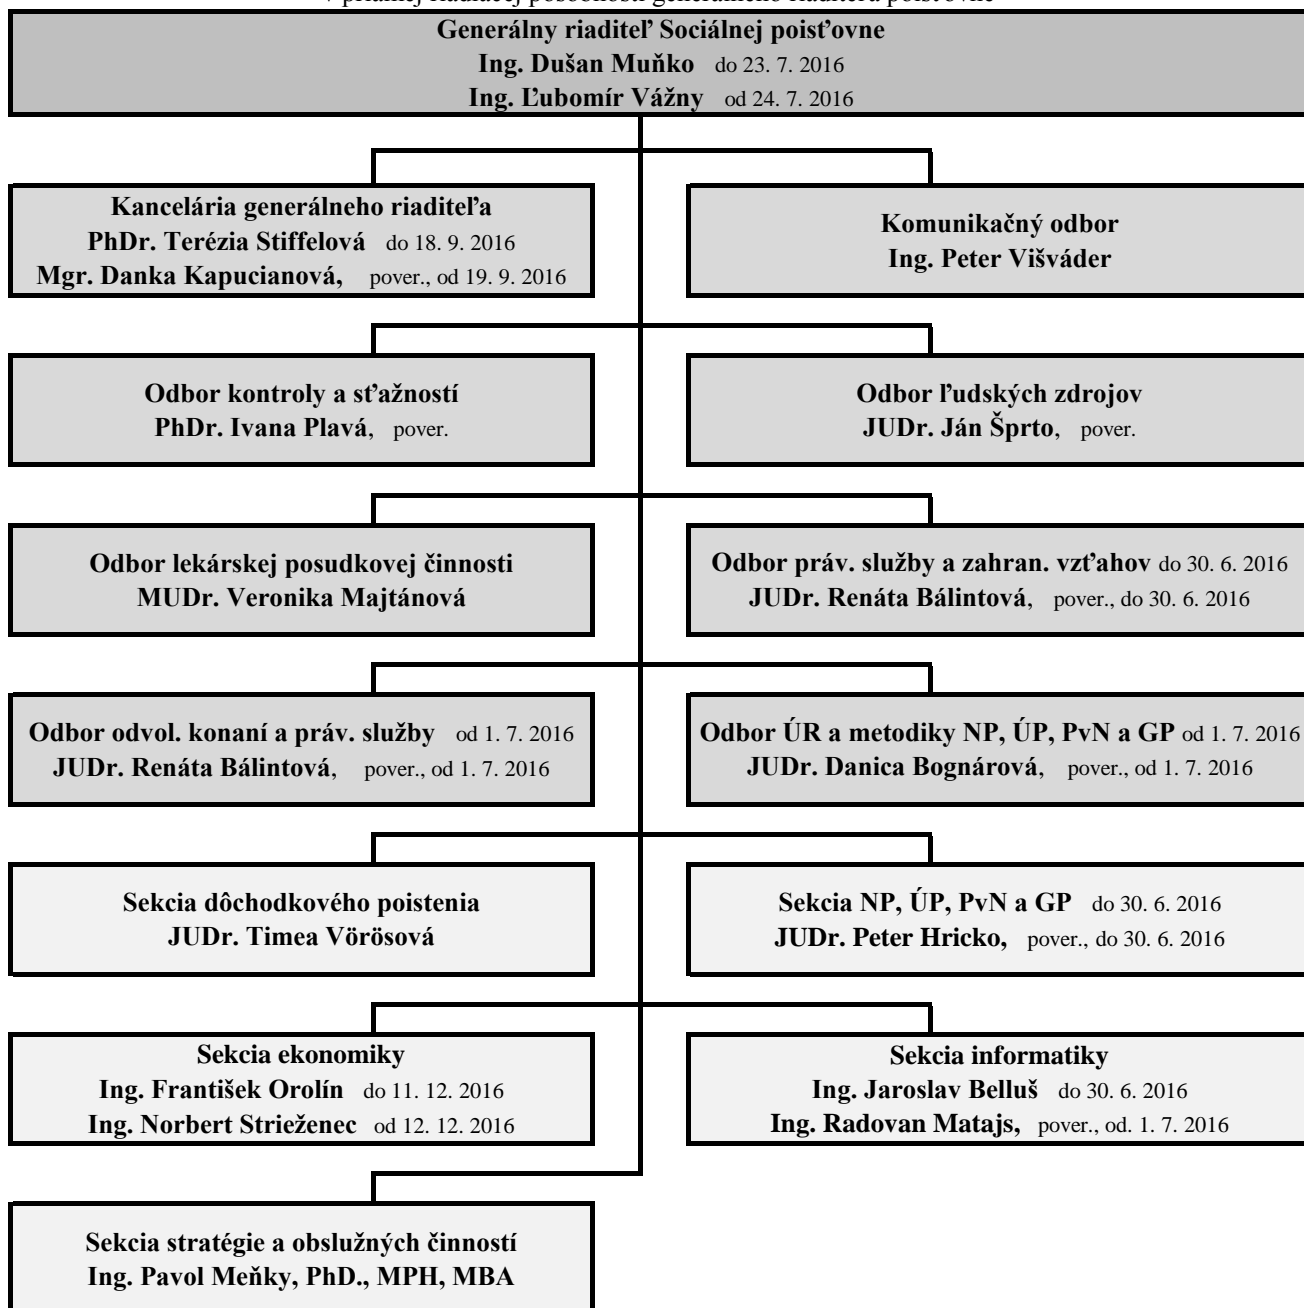 v priamej riadiacej pôsobnosti generálneho riaditeľa poisťovne
Generálny riaditeľ Sociálnej poisťovne
Ing. Dušan Muňko do 23. 7. 2016
Ing. Ľubomír Vážny od 24. 7. 2016
Kancelária generálneho riaditeľa
PhDr. Terézia Stiffelová do 18. 9. 2016
Mgr. Danka Kapucianová, pover., od 19. 9. 2016
Komunikačný odbor
Ing. Peter Višváder
Odbor kontroly a sťažností
PhDr. Ivana Plavá, pover.
Odbor ľudských zdrojov
JUDr. Ján Šprto, pover.
Odbor lekárskej posudkovej činnosti
MUDr. Veronika Majtánová
Odbor práv. služby a zahran. vzťahov do 30. 6. 2016
JUDr. Renáta Bálintová, pover., do 30. 6. 2016
Odbor odvol. konaní a práv. služby od 1. 7. 2016
JUDr. Renáta Bálintová, pover., od 1. 7. 2016
Odbor ÚR a metodiky NP, ÚP, PvN a GP od 1. 7. 2016
JUDr. Danica Bognárová, pover., od 1. 7. 2016
Sekcia dôchodkového poistenia
JUDr. Timea Vörösová
Sekcia NP, ÚP, PvN a GP do 30. 6. 2016
JUDr. Peter Hricko, pover., do 30. 6. 2016
Sekcia ekonomiky
Ing. František Orolín do 11. 12. 2016
Ing. Norbert Strieženec od 12. 12. 2016
Sekcia informatiky
Ing. Jaroslav Belluš do 30. 6. 2016
Ing. Radovan Matajs, pover., od. 1. 7. 2016
Sekcia stratégie a obslužných činností
Ing. Pavol Meňky, PhD., MPH, MBA